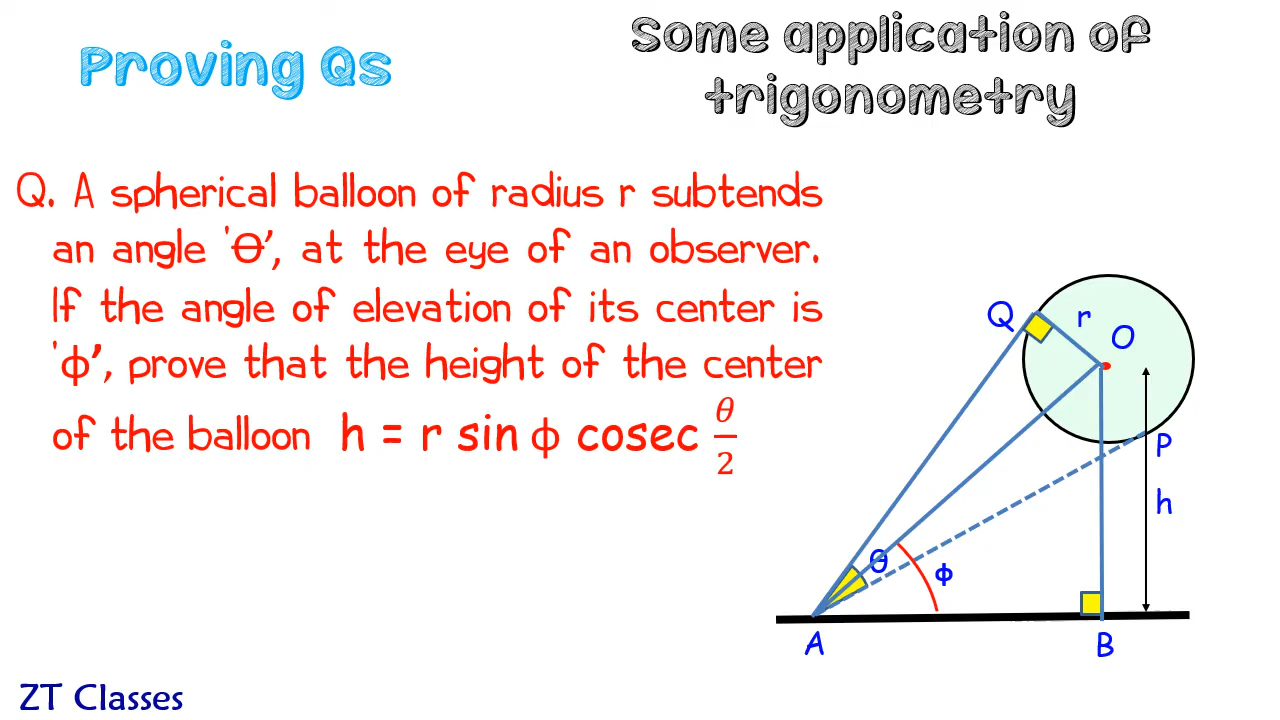 Proving Qs
Some application of
trigonometry
Q. A spherical balloon of radius r subtends
an angle 'θ', at the eye of an observer.
If the angle of elevation of its center is
'ϕ', prove that the height of the center
of the balloon h = r sin ϕ cosec θ/2
Q
r
O
P
h
θ
ϕ
A
B
ZT Classes